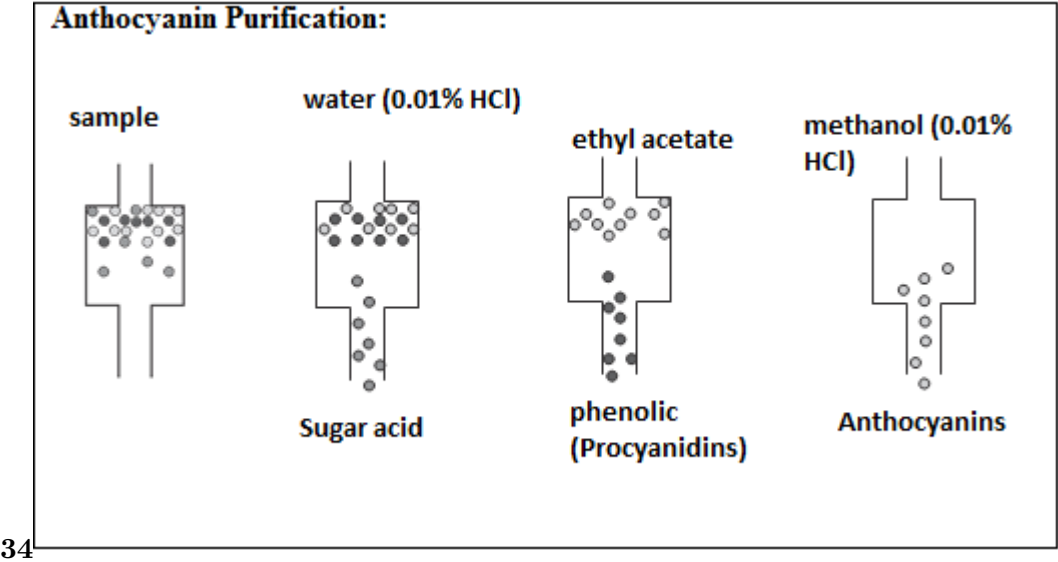 Anthocyanin Purification:
sample
water (0.01% HCl)
ethyl acetate
methanol (0.01%
HCl)
Sugar acid
phenolic
(Procyanidins)
Anthocyanins
34